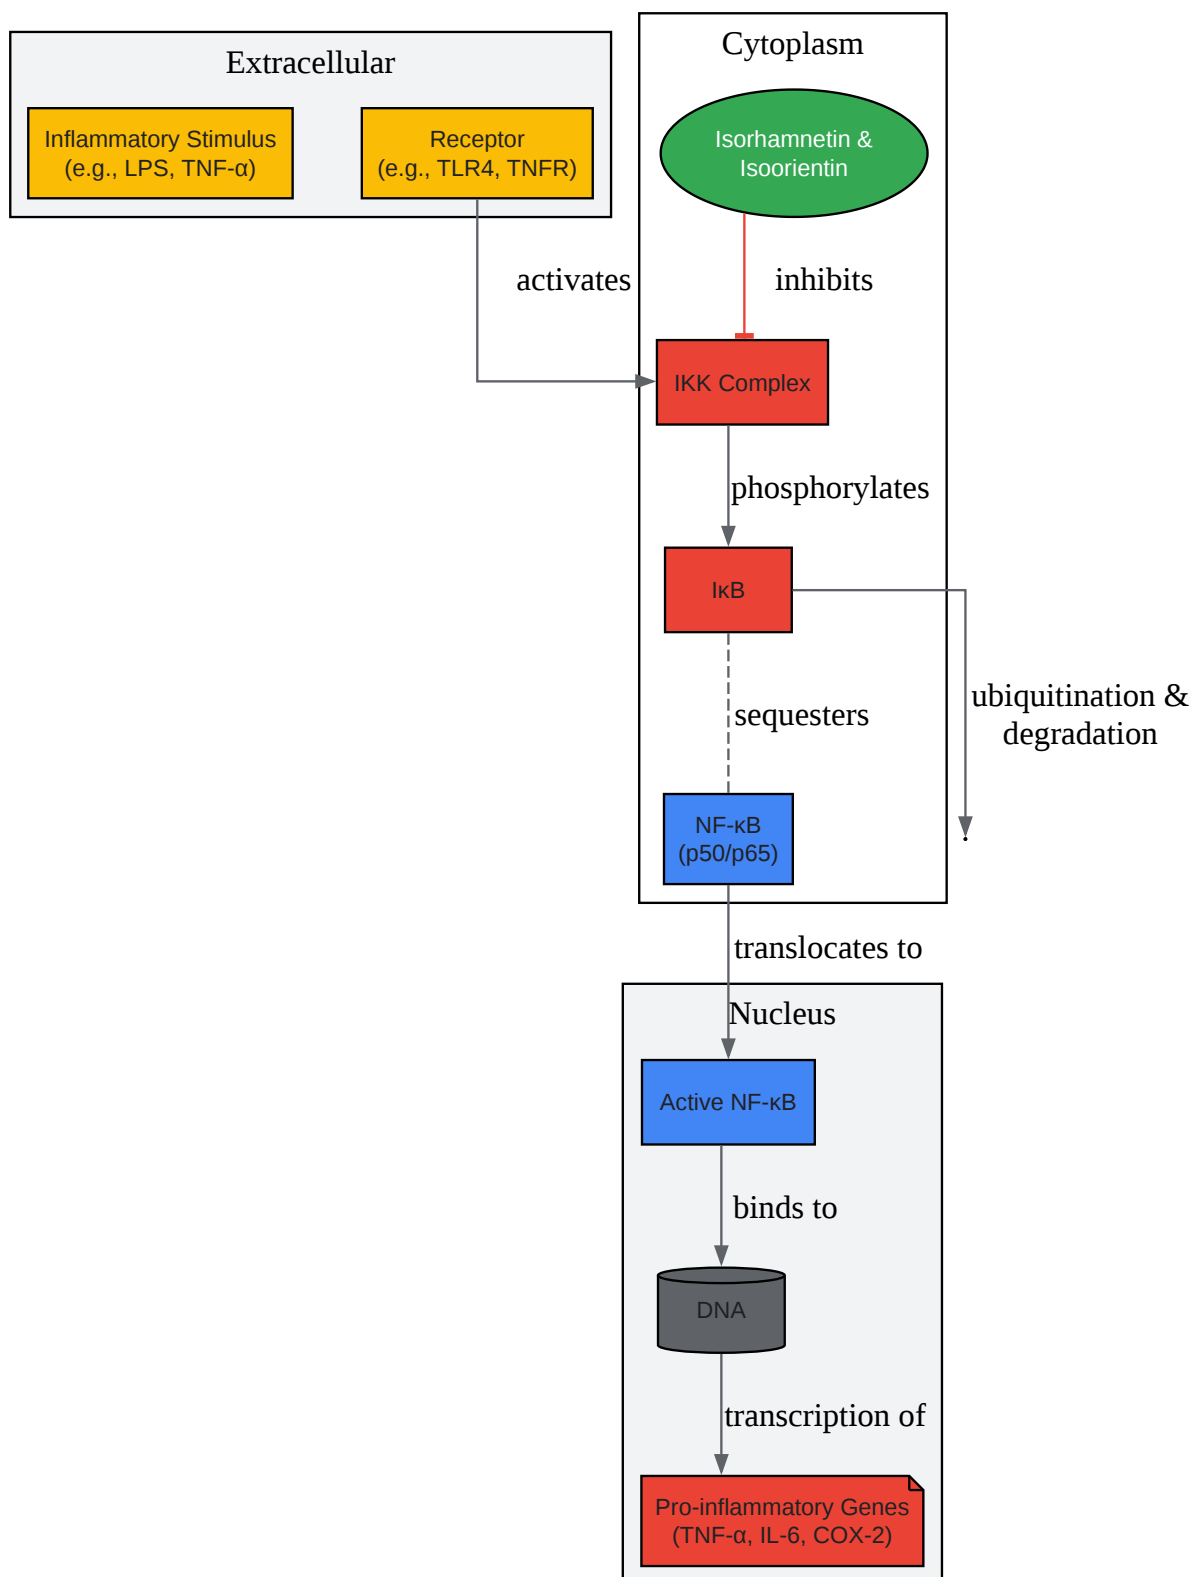 Extracellular
Inflammatory Stimulus
(e.g., LPS, TNF-α)
Receptor
(e.g., TLR4, TNFR)
Cytoplasm
Isorhamnetin &
Isoorientin
activates
inhibits
IKK Complex
phosphorylates
IκB
sequesters
ubiquitination &
degradation
NF-κB
(p50/p65)
.
translocates to
Nucleus
Active NF-κB
binds to
DNA
transcription of
Pro-inflammatory Genes
(TNF-α, IL-6, COX-2)